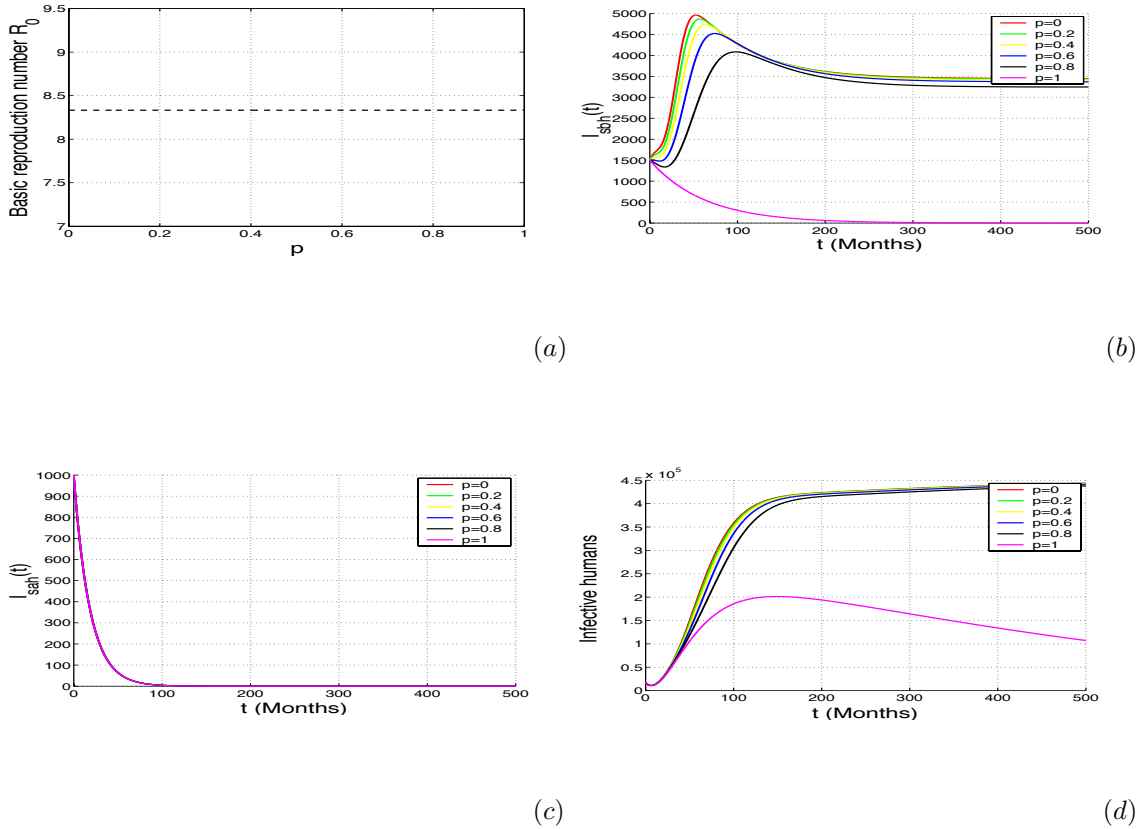 9.5
9
8.5
8
7.5
7
0
0.2
0.4
0.6
0.8
1
p
Basic reproduction number R_0
(a)
5000
4500
4000
3500
3000
2500
2000
1500
1000
500
0
0
100
200
300
400
500
t (Months)
I_sbh(t)
p=0
p=0.2
p=0.4
p=0.6
p=0.8
p=1
(b)
1000
900
800
700
600
500
400
300
200
100
0
0
100
200
300
400
500
t (Months)
I_sah(t)
p=0
p=0.2
p=0.4
p=0.6
p=0.8
p=1
(c)
× 10^5
4.5
4
3.5
3
2.5
2
1.5
1
0.5
0
0
100
200
300
400
500
t (Months)
Infective humans
p=0
p=0.2
p=0.4
p=0.6
p=0.8
p=1
(d)